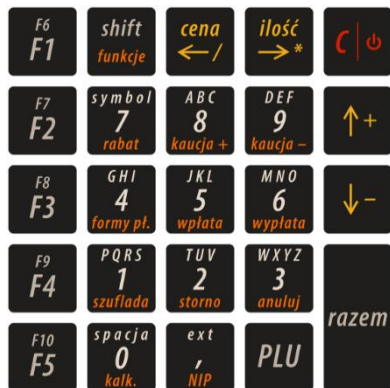 F6
F1
shift
funkcje
cena
←/
ilość
→*
C|⏻
F7
F2
symbol
7
rabat
ABC
8
kaucja +
DEF
9
kaucja –
↑+
F8
F3
GHI
4
formy pł.
JKL
5
wpłata
MNO
6
wypłata
↓–
F9
F4
PQRS
1
szuflada
TUV
2
storno
WXYZ
3
anuluj
razem
F10
F5
spacja
0
kalk.
ext
,
NIP
PLU